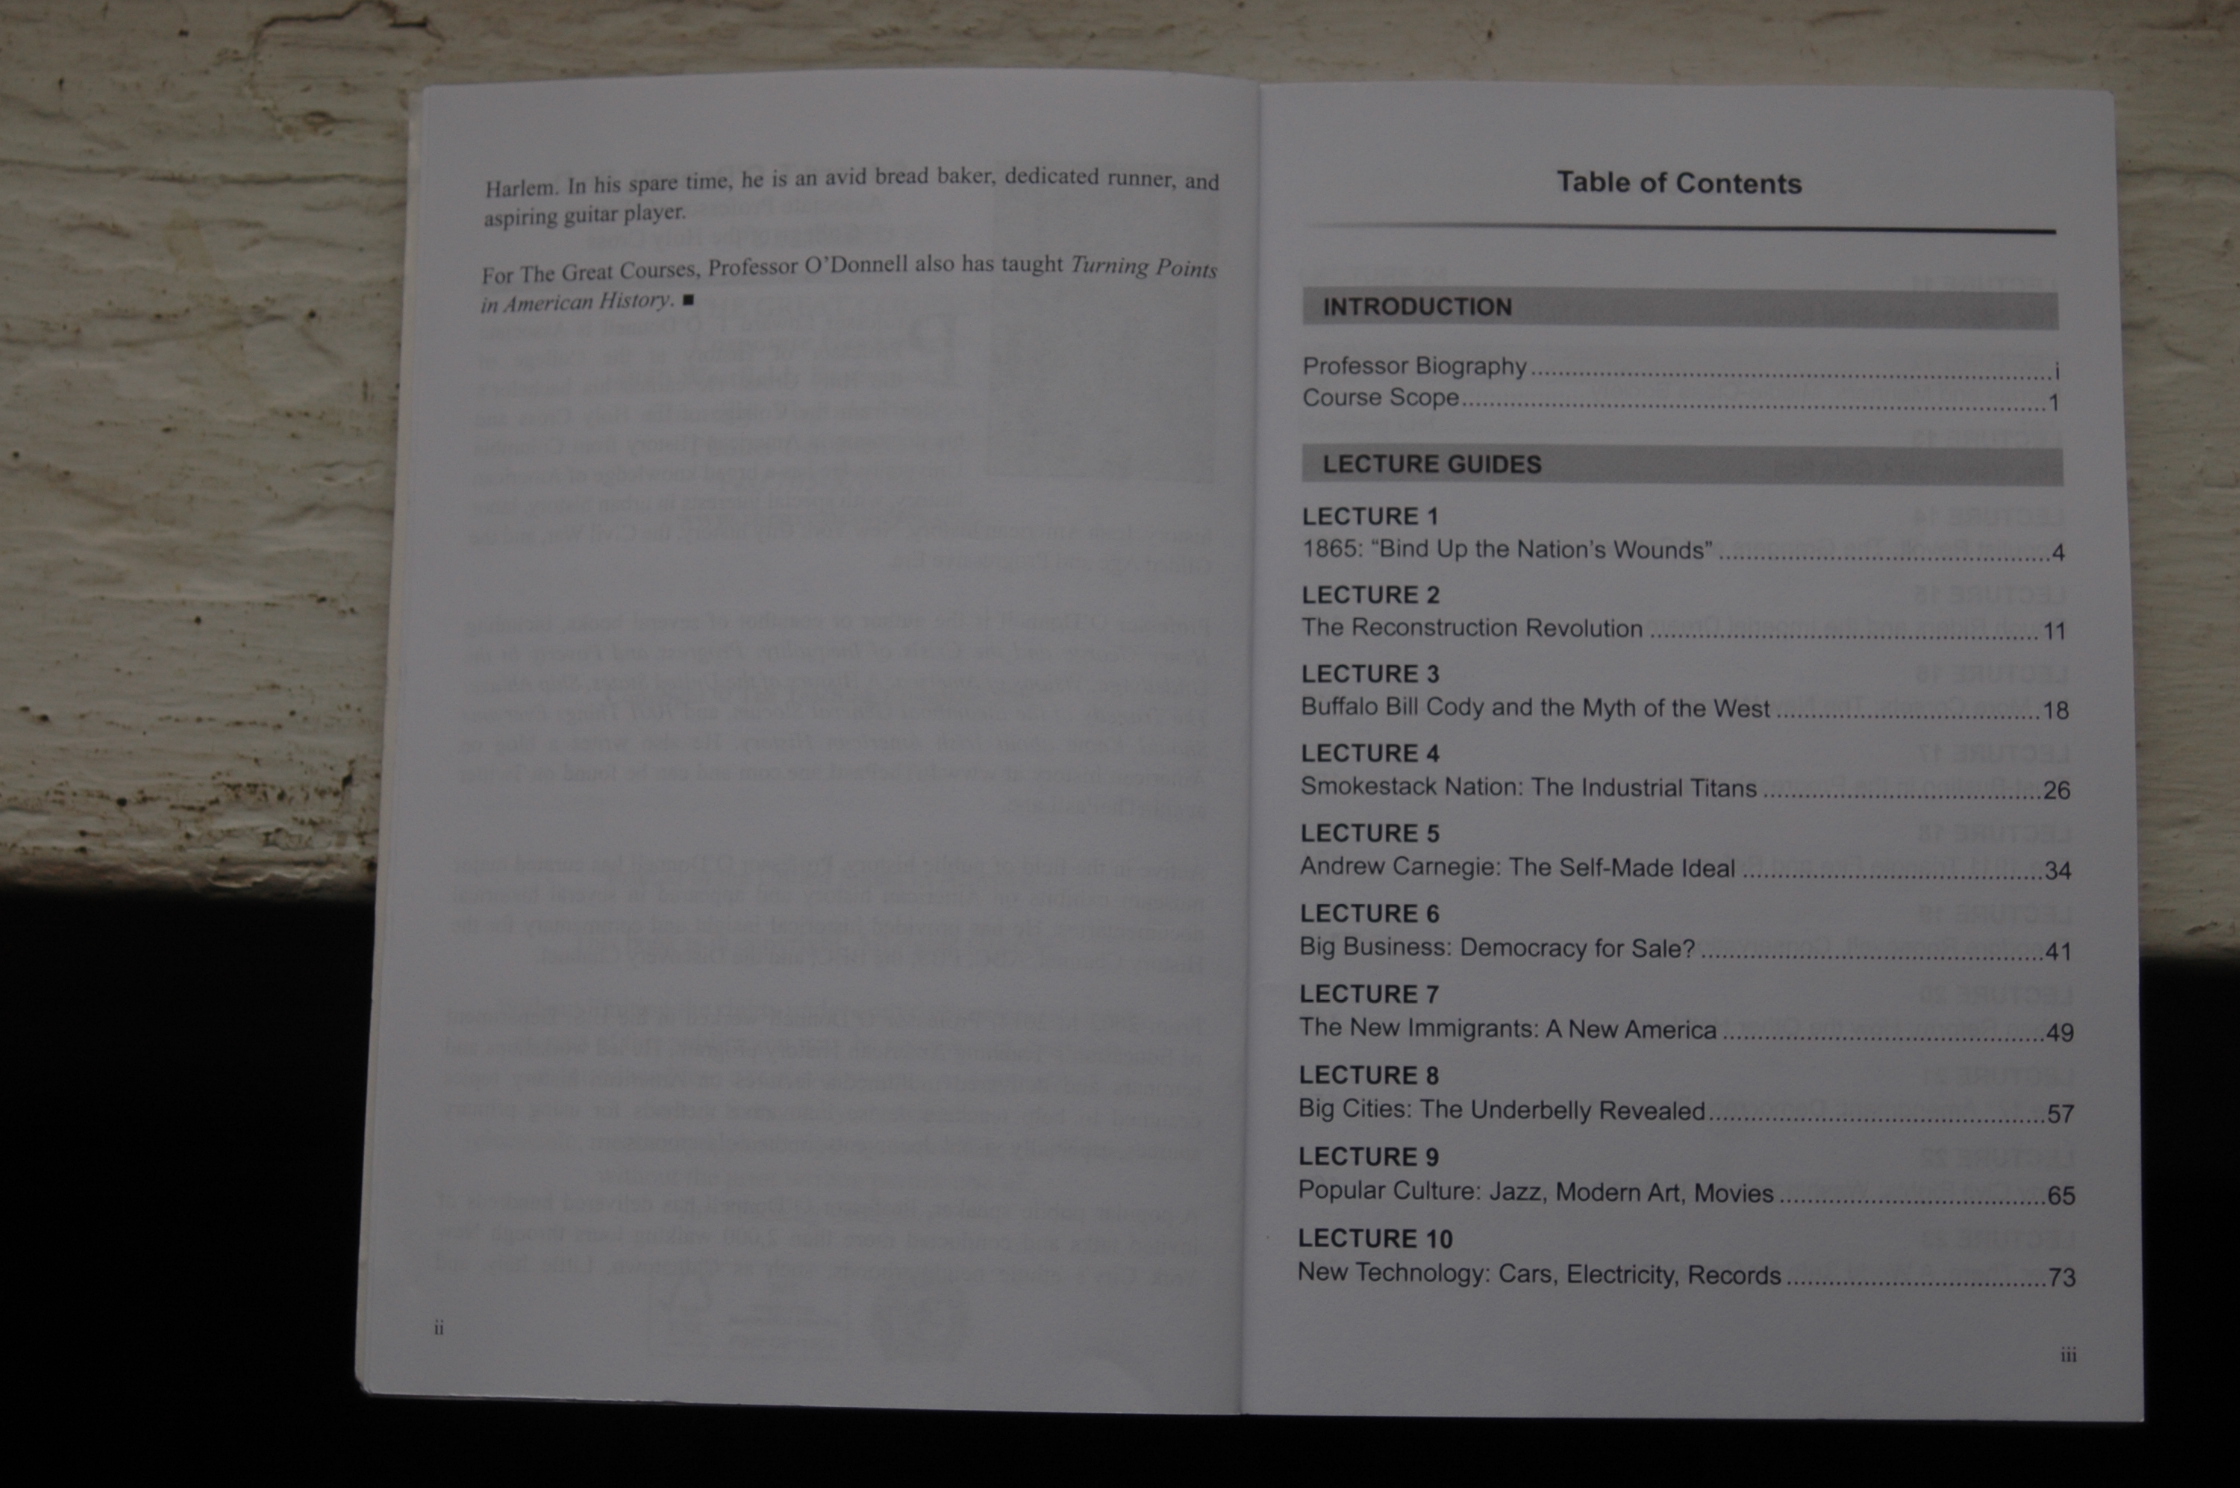 Harlem. In his spare time, he is an avid bread baker, dedicated runner, and
aspiring guitar player.
For The Great Courses, Professor O'Donnell also has taught Turning Points
in American History. ■
ii
Table of Contents
INTRODUCTION
Professor Biography..........i
Course Scope..........1
LECTURE GUIDES
LECTURE 1
1865: “Bind Up the Nation's Wounds”..........4
LECTURE 2
The Reconstruction Revolution..........11
LECTURE 3
Buffalo Bill Cody and the Myth of the West..........18
LECTURE 4
Smokestack Nation: The Industrial Titans..........26
LECTURE 5
Andrew Carnegie: The Self-Made Ideal..........34
LECTURE 6
Big Business: Democracy for Sale?..........41
LECTURE 7
The New Immigrants: A New America..........49
LECTURE 8
Big Cities: The Underbelly Revealed..........57
LECTURE 9
Popular Culture: Jazz, Modern Art, Movies..........65
LECTURE 10
New Technology: Cars, Electricity, Records..........73
iii